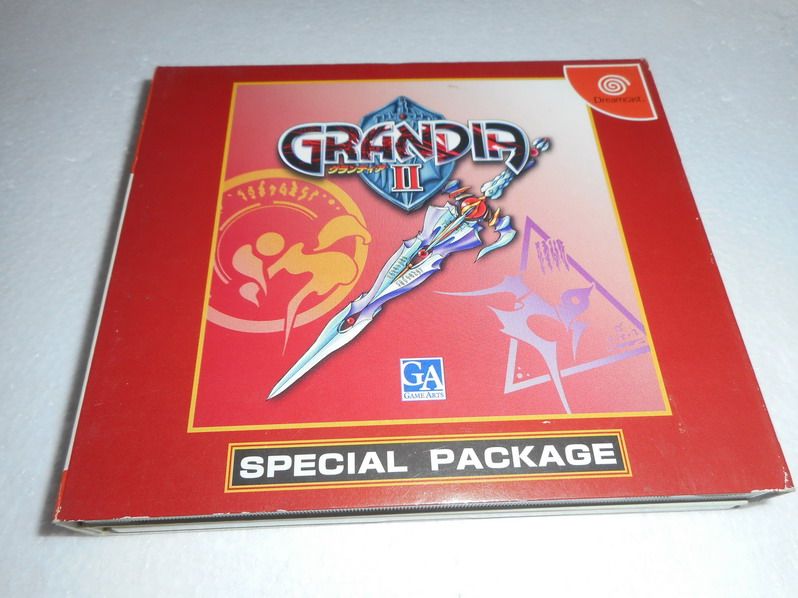 Dreamcast
GRANDIA
グランディア
II
GA
GAME ARTS
SPECIAL PACKAGE